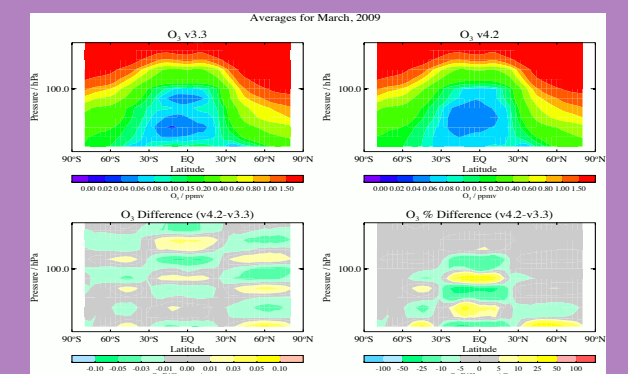 Averages for March, 2009
O₃ v3.3
Pressure / hPa
100.0
90°S 60°S 30°S EQ 30°N 60°N 90°N
Latitude
0.00 0.02 0.04 0.06 0.08 0.10 0.15 0.20 0.40 0.60 0.80 1.00 1.50
O₃ / ppmv
O₃ v4.2
Pressure / hPa
100.0
90°S 60°S 30°S EQ 30°N 60°N 90°N
Latitude
0.00 0.02 0.04 0.06 0.08 0.10 0.15 0.20 0.40 0.60 0.80 1.00 1.50
O₃ / ppmv
O₃ Difference (v4.2-v3.3)
Pressure / hPa
100.0
90°S 60°S 30°S EQ 30°N 60°N 90°N
Latitude
-0.10 -0.05 -0.03 -0.01 0.00 0.01 0.03 0.05 0.10
O₃ % Difference (v4.2-v3.3)
Pressure / hPa
100.0
90°S 60°S 30°S EQ 30°N 60°N 90°N
Latitude
-100 -50 -25 -10 -5 0 5 10 25 50 100